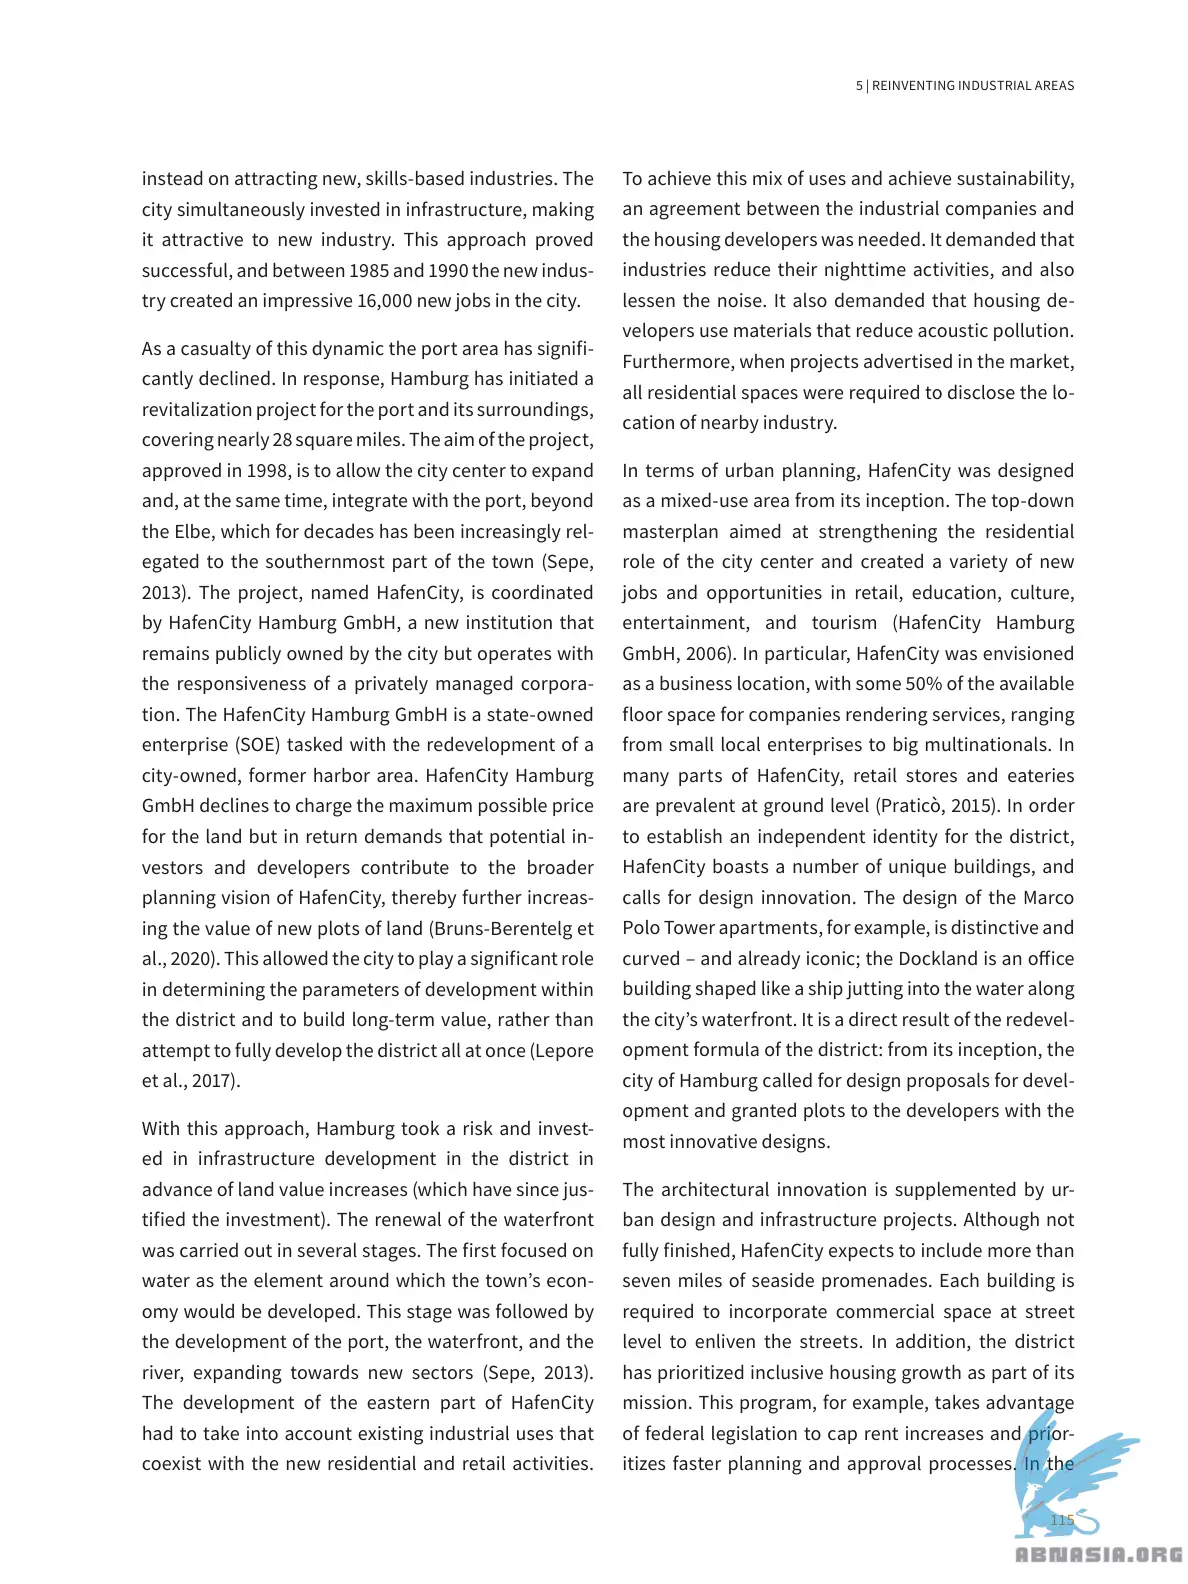 5 | REINVENTING INDUSTRIAL AREAS
instead on attracting new, skills-based industries. The
city simultaneously invested in infrastructure, making
it attractive to new industry. This approach proved
successful, and between 1985 and 1990 the new indus-
try created an impressive 16,000 new jobs in the city.
As a casualty of this dynamic the port area has signifi-
cantly declined. In response, Hamburg has initiated a
revitalization project for the port and its surroundings,
covering nearly 28 square miles. The aim of the project,
approved in 1998, is to allow the city center to expand
and, at the same time, integrate with the port, beyond
the Elbe, which for decades has been increasingly rel-
egated to the southernmost part of the town (Sepe,
2013). The project, named HafenCity, is coordinated
by HafenCity Hamburg GmbH, a new institution that
remains publicly owned by the city but operates with
the responsiveness of a privately managed corpora-
tion. The HafenCity Hamburg GmbH is a state-owned
enterprise (SOE) tasked with the redevelopment of a
city-owned, former harbor area. HafenCity Hamburg
GmbH declines to charge the maximum possible price
for the land but in return demands that potential in-
vestors and developers contribute to the broader
planning vision of HafenCity, thereby further increas-
ing the value of new plots of land (Bruns-Berentelg et
al., 2020). This allowed the city to play a significant role
in determining the parameters of development within
the district and to build long-term value, rather than
attempt to fully develop the district all at once (Lepore
et al., 2017).
With this approach, Hamburg took a risk and invest-
ed in infrastructure development in the district in
advance of land value increases (which have since jus-
tified the investment). The renewal of the waterfront
was carried out in several stages. The first focused on
water as the element around which the town's econ-
omy would be developed. This stage was followed by
the development of the port, the waterfront, and the
river, expanding towards new sectors (Sepe, 2013).
The development of the eastern part of HafenCity
had to take into account existing industrial uses that
coexist with the new residential and retail activities.
To achieve this mix of uses and achieve sustainability,
an agreement between the industrial companies and
the housing developers was needed. It demanded that
industries reduce their nighttime activities, and also
lessen the noise. It also demanded that housing de-
velopers use materials that reduce acoustic pollution.
Furthermore, when projects advertised in the market,
all residential spaces were required to disclose the lo-
cation of nearby industry.
In terms of urban planning, HafenCity was designed
as a mixed-use area from its inception. The top-down
masterplan aimed at strengthening the residential
role of the city center and created a variety of new
jobs and opportunities in retail, education, culture,
entertainment, and tourism (HafenCity Hamburg
GmbH, 2006). In particular, HafenCity was envisioned
as a business location, with some 50% of the available
floor space for companies rendering services, ranging
from small local enterprises to big multinationals. In
many parts of HafenCity, retail stores and eateries
are prevalent at ground level (Praticò, 2015). In order
to establish an independent identity for the district,
HafenCity boasts a number of unique buildings, and
calls for design innovation. The design of the Marco
Polo Tower apartments, for example, is distinctive and
curved – and already iconic; the Dockland is an office
building shaped like a ship jutting into the water along
the city's waterfront. It is a direct result of the redevel-
opment formula of the district: from its inception, the
city of Hamburg called for design proposals for devel-
opment and granted plots to the developers with the
most innovative designs.
The architectural innovation is supplemented by ur-
ban design and infrastructure projects. Although not
fully finished, HafenCity expects to include more than
seven miles of seaside promenades. Each building is
required to incorporate commercial space at street
level to enliven the streets. In addition, the district
has prioritized inclusive housing growth as part of its
mission. This program, for example, takes advantage
of federal legislation to cap rent increases and prior-
itizes faster planning and approval processes. In the
115
ABNASIA.ORG